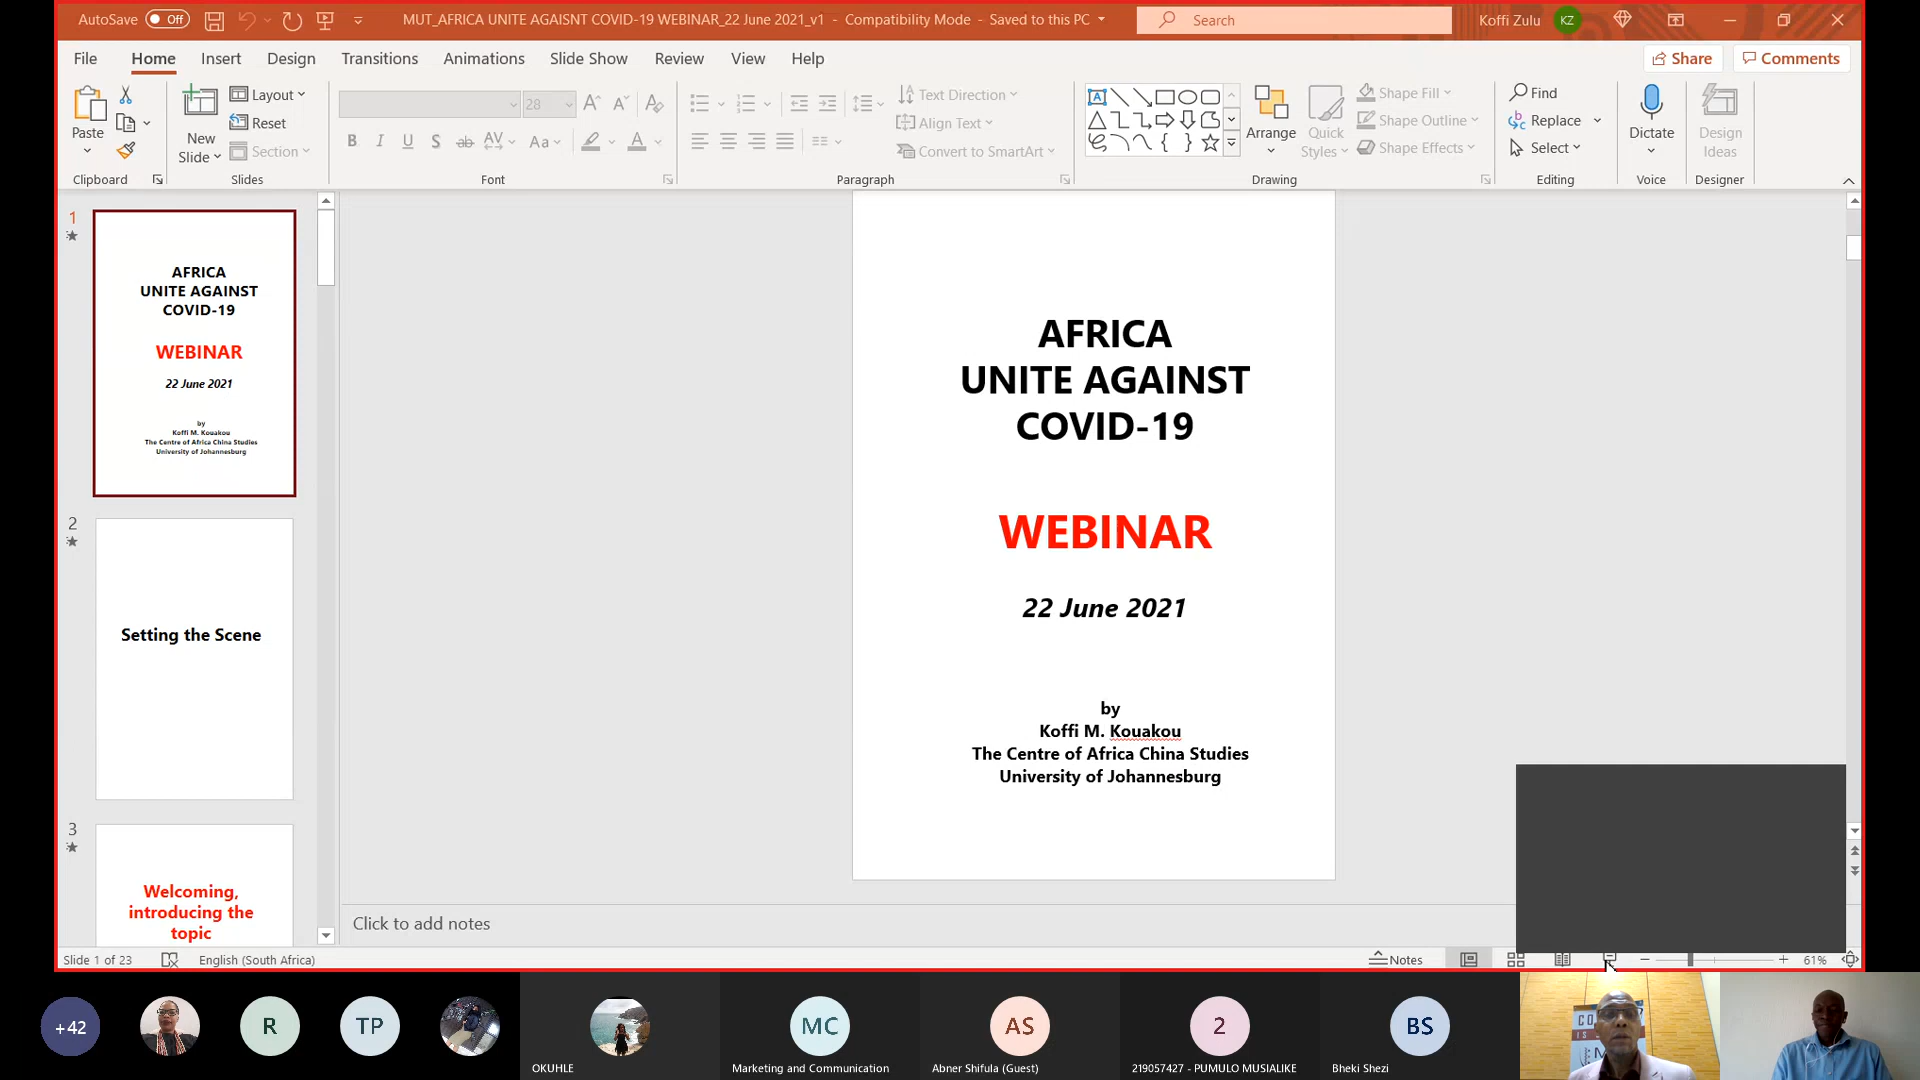 AutoSave Off
MUT_AFRICA UNITE AGAISNT COVID-19 WEBINAR_22 June 2021_v1 - Compatibility Mode - Saved to this PC
Search
Koffi Zulu KZ
File Home Insert Design Transitions Animations Slide Show Review View Help
Share Comments
Paste
New Slide
Layout
Reset
Section
28
B I U S ab AV Aa A
Text Direction
Align Text
Convert to SmartArt
Arrange
Quick Styles
Shape Fill
Shape Outline
Shape Effects
Find
Replace
Select
Dictate
Design Ideas
Clipboard Slides Font Paragraph Drawing Editing Voice Designer
1
AFRICA
UNITE AGAINST
COVID-19
WEBINAR
22 June 2021
by
Koffi M. Kouakou
The Centre of Africa China Studies
University of Johannesburg
2
Setting the Scene
3
Welcoming,
introducing the
topic
AFRICA
UNITE AGAINST
COVID-19
WEBINAR
22 June 2021
by
Koffi M. Kouakou
The Centre of Africa China Studies
University of Johannesburg
Click to add notes
Slide 1 of 23 English (South Africa) Notes 61%
+42 R TP MC AS 2 BS
OKUHLE Marketing and Communication Abner Shifula (Guest) 219057427 - PUMULO MUSIALIKE Bheki Shezi